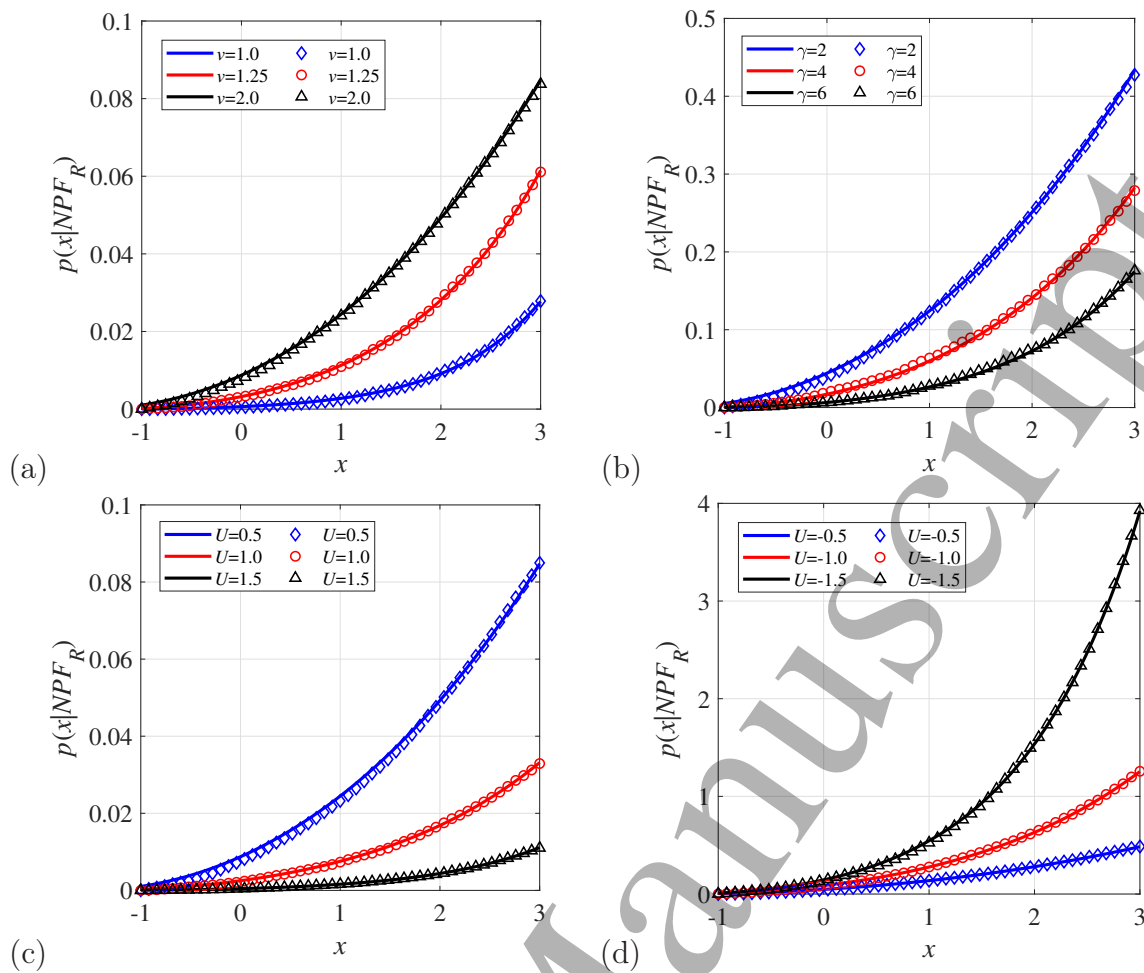 0.1
0.08
0.06
0.04
0.02
0
-1 0 1 2 3
p(x|NPF_R)
x
v=1.0 v=1.0
v=1.25 v=1.25
v=2.0 v=2.0
(a)
0.5
0.4
0.3
0.2
0.1
0
-1 0 1 2 3
p(x|NPF_R)
x
γ=2 γ=2
γ=4 γ=4
γ=6 γ=6
(b)
0.1
0.08
0.06
0.04
0.02
0
-1 0 1 2 3
p(x|NPF_R)
x
U=0.5 U=0.5
U=1.0 U=1.0
U=1.5 U=1.5
(c)
4
3
2
1
0
-1 0 1 2 3
p(x|NPF_R)
x
U=-0.5 U=-0.5
U=-1.0 U=-1.0
U=-1.5 U=-1.5
(d)
Manuscript